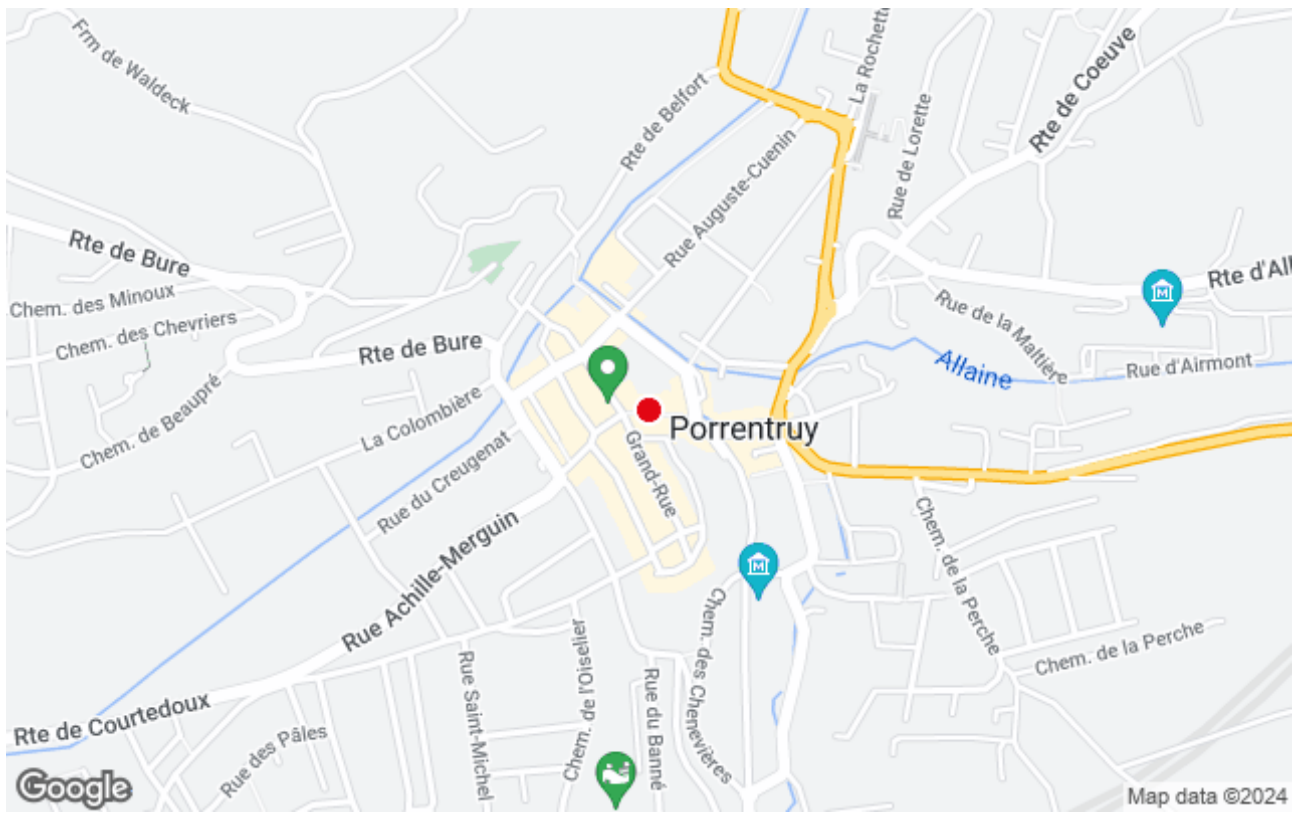 Frm de Waldeck
Rte de Belfort
La Rochette
Rte de Coeuve
Rue de Lorette
Rue Auguste-Cuenin
Rte de Bure
Chem. des Minoux
Chem. des Chevriers
Rte de Bure
Chem. de Beaupré
La Colombière
Rue du Creugenat
Rue Achille-Merguin
Grand-Rue
Porrentruy
Rte d'All
M
Rue de la Maltière
Allaine
Rue d'Airmont
Chem. de la Perche
Chem. de la Perche
M
Chem. des Chenevières
Chem. de l'Oiselier
Rue du Banné
Rue Saint-Michel
Rte de Courtedoux
Rue des Pâles
Google
Map data ©2024